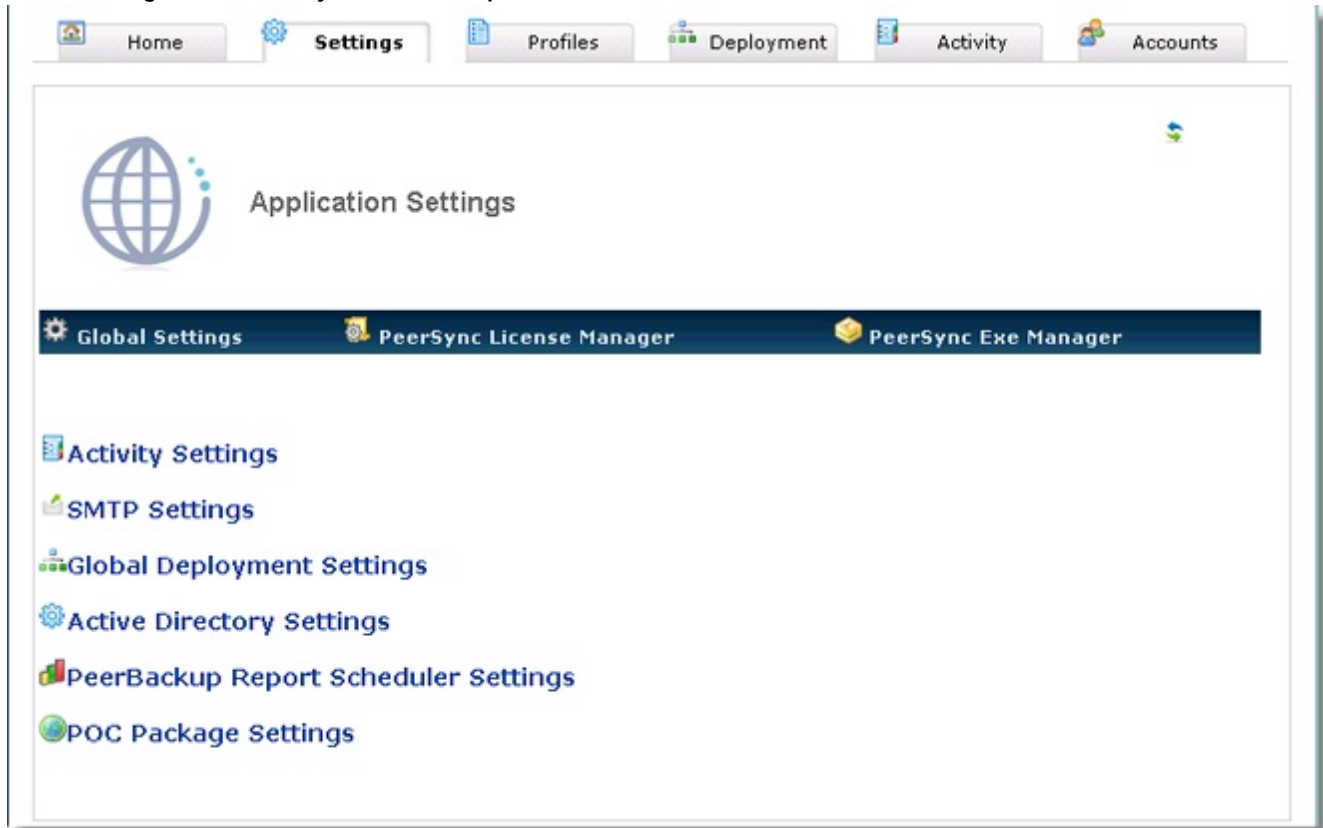 Home Settings Profiles Deployment Activity Accounts
Application Settings
Global Settings PeerSync License Manager PeerSync Exe Manager
Activity Settings
SMTP Settings
Global Deployment Settings
Active Directory Settings
PeerBackup Report Scheduler Settings
POC Package Settings